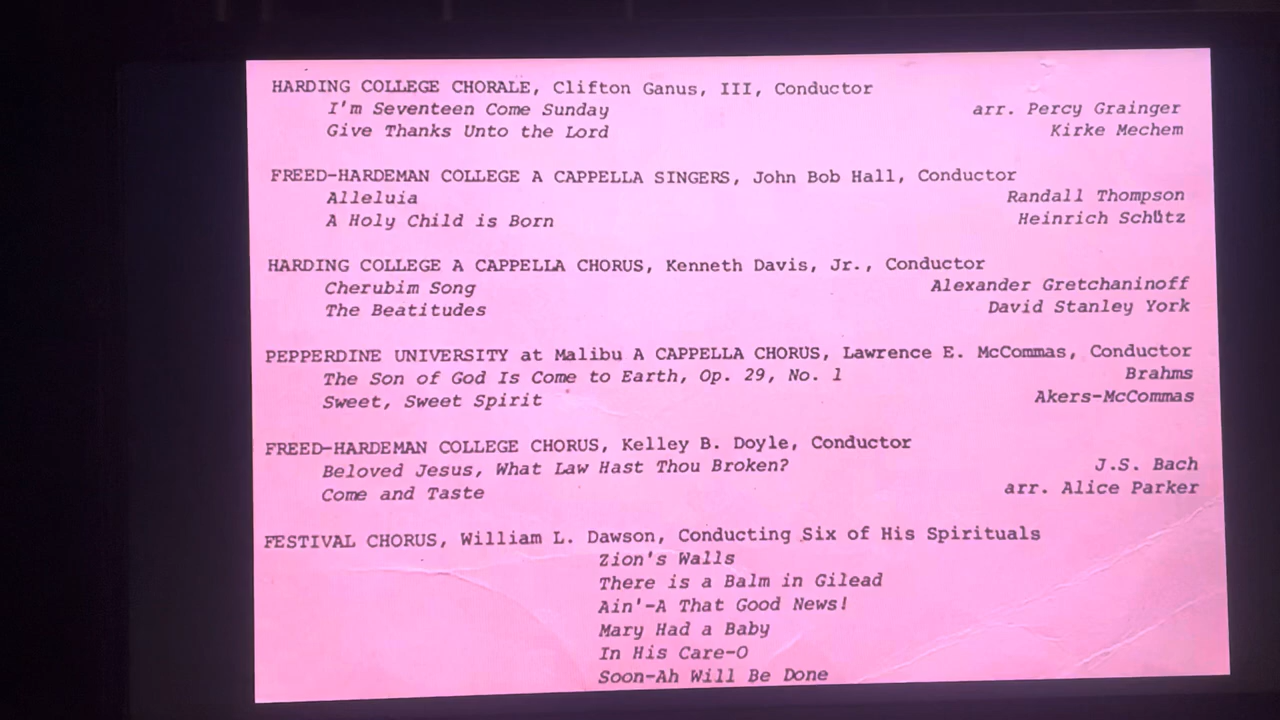 HARDING COLLEGE CHORALE, Clifton Ganus, III, Conductor
I'm Seventeen Come Sunday arr. Percy Grainger
Give Thanks Unto the Lord Kirke Mechem
FREED-HARDEMAN COLLEGE A CAPPELLA SINGERS, John Bob Hall, Conductor
Alleluia Randall Thompson
A Holy Child is Born Heinrich Schütz
HARDING COLLEGE A CAPPELLA CHORUS, Kenneth Davis, Jr., Conductor
Cherubim Song Alexander Gretchaninoff
The Beatitudes David Stanley York
PEPPERDINE UNIVERSITY at Malibu A CAPPELLA CHORUS, Lawrence E. McCommas, Conductor
The Son of God Is Come to Earth, Op. 29, No. 1 Brahms
Sweet, Sweet Spirit Akers-McCommas
FREED-HARDEMAN COLLEGE CHORUS, Kelley B. Doyle, Conductor
Beloved Jesus, What Law Hast Thou Broken? J.S. Bach
Come and Taste arr. Alice Parker
FESTIVAL CHORUS, William L. Dawson, Conducting Six of His Spirituals
Zion's Walls
There is a Balm in Gilead
Ain'-A That Good News!
Mary Had a Baby
In His Care-O
Soon-Ah Will Be Done